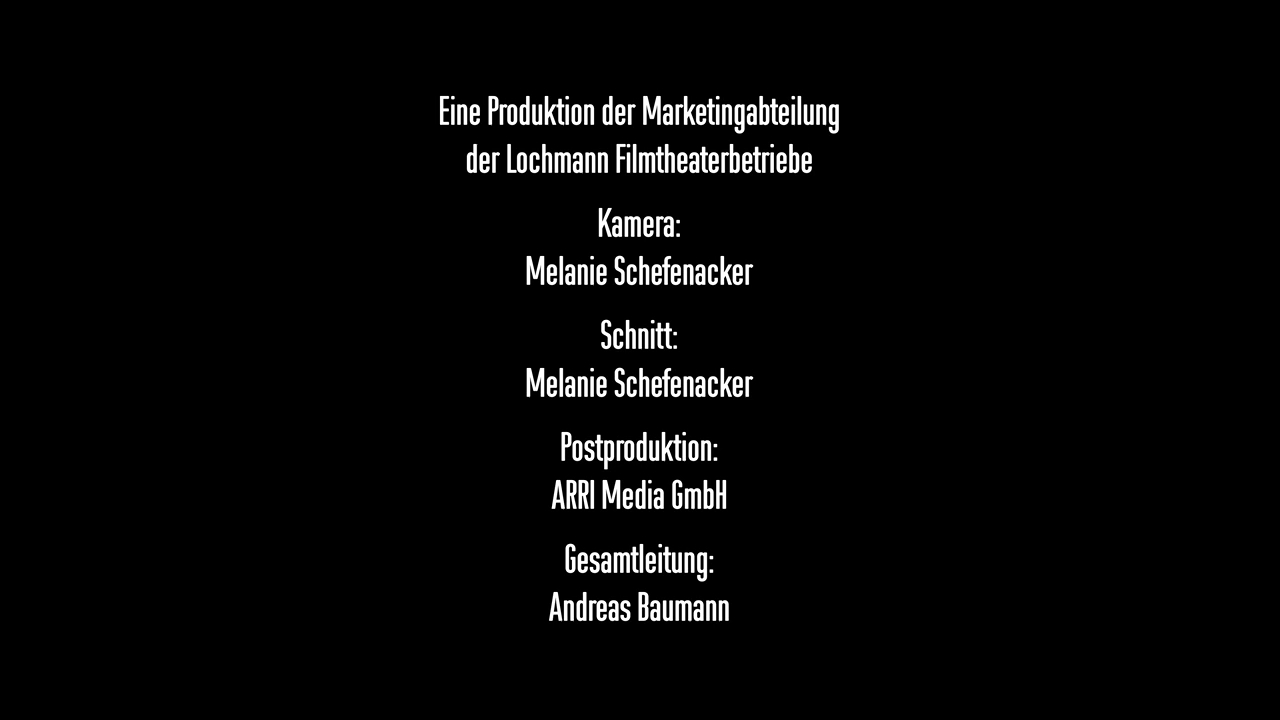 Eine Produktion der Marketingabteilung
der Lochmann Filmtheaterbetriebe
Kamera:
Melanie Schefenacker
Schnitt:
Melanie Schefenacker
Postproduktion:
ARRI Media GmbH
Gesamtleitung:
Andreas Baumann